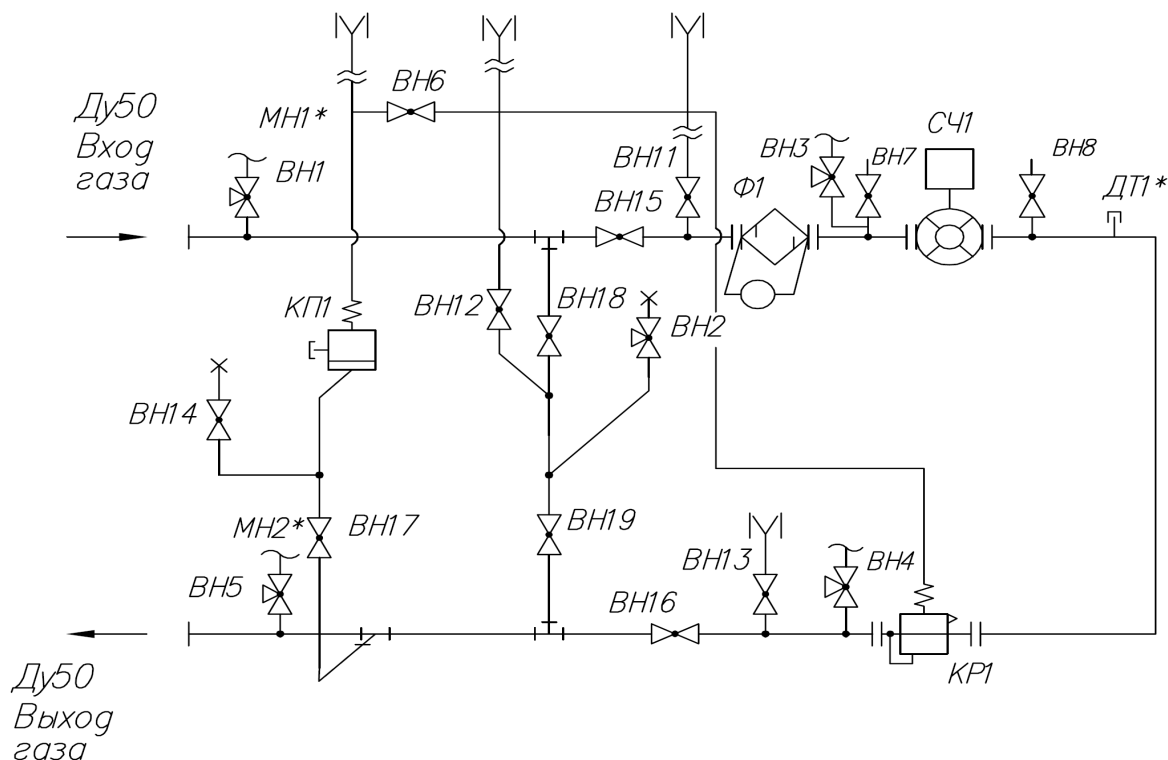 ВН6
Ду50
Вход
газа
МН1*
СЧ1
ВН11
ВН3
ВН7
ВН8
ВН1
ВН15
Ф1
ДТ1*
КП1
ВН12
ВН18
ВН2
ВН14
МН2*
ВН17
ВН19
ВН5
ВН13
ВН4
ВН16
КР1
Ду50
Выход
газа